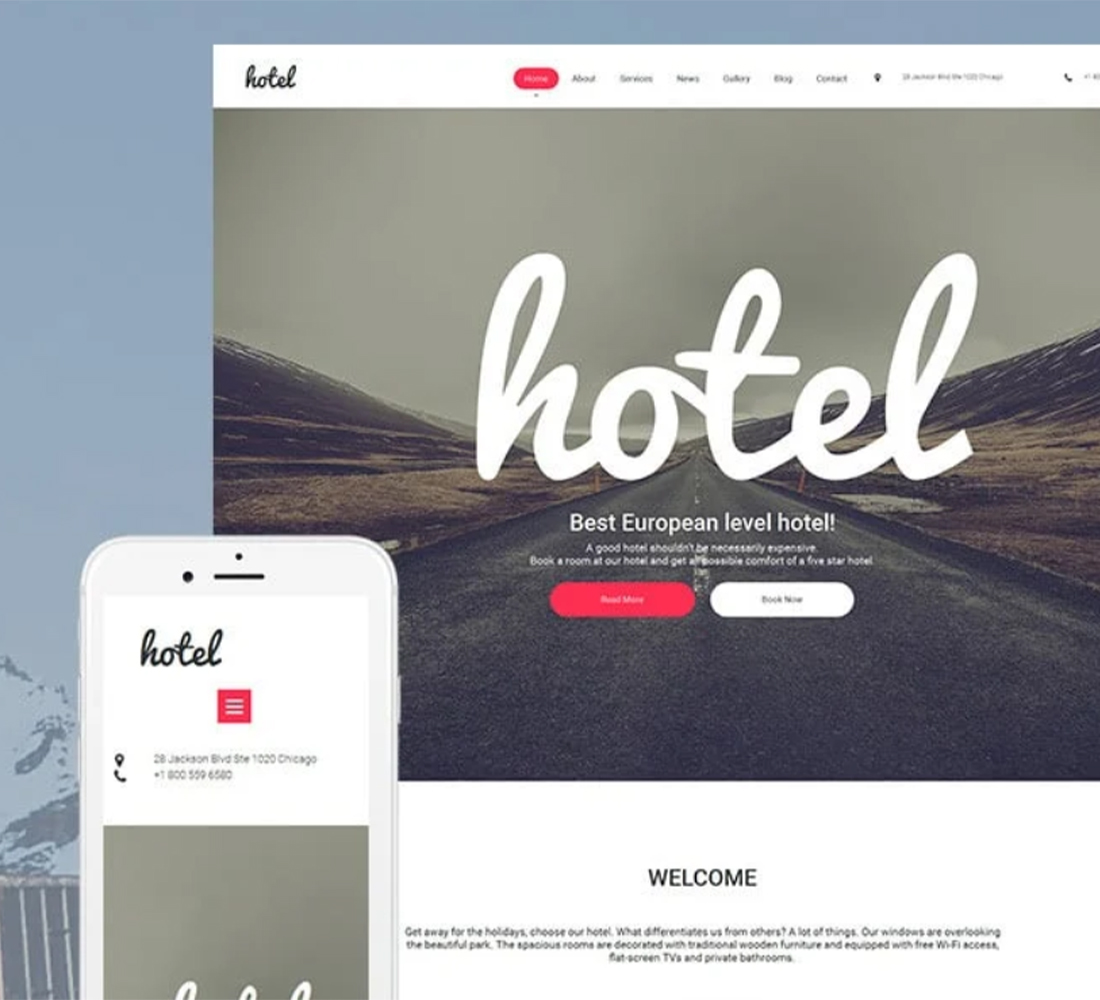 hotel
Home About Services News Gallery Blog Contact 28 Jackson Blvd Ste 1020 Chicago
hotel
Best European level hotel!
A good hotel shouldn't be necessarily expensive.
Book a room at our hotel and get all possible comfort of a five star hotel
Read More Book Now
hotel
28 Jackson Blvd Ste 1020 Chicago
+1 800 559 6580
WELCOME
Get away for the holidays, choose our hotel. What differentiates us from others? A lot of things. Our windows are overlooking
the beautiful park. The spacious rooms are decorated with traditional wooden furniture and equipped with free Wi-Fi access,
flat-screen TVs and private bathrooms.
hotel